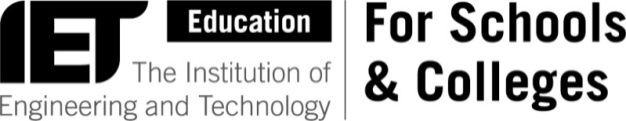 IET Education
The Institution of
Engineering and Technology
For Schools
& Colleges